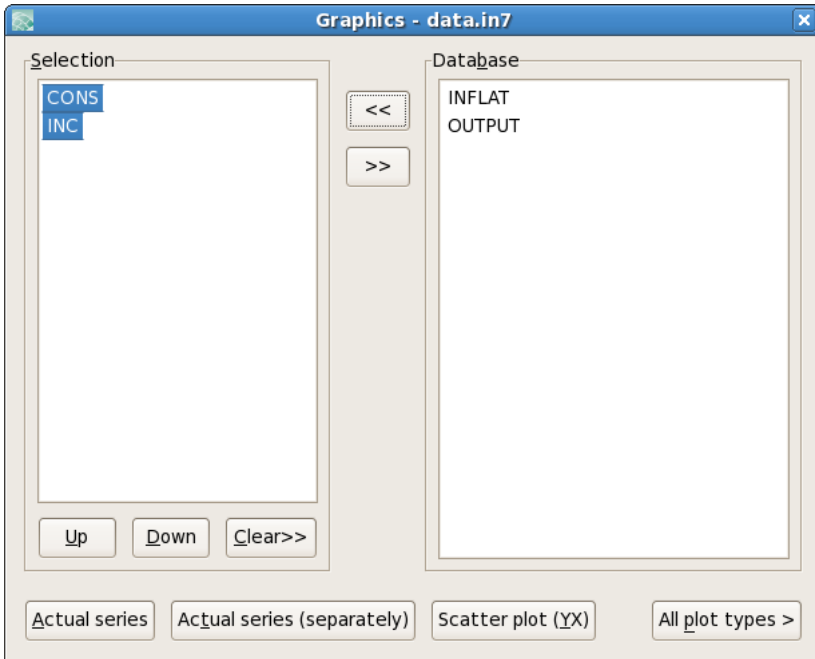 Graphics - data.in7
Selection
CONS
INC
Up
Down
Clear>>
<<
>>
Database
INFLAT
OUTPUT
Actual series
Actual series (separately)
Scatter plot (YX)
All plot types >